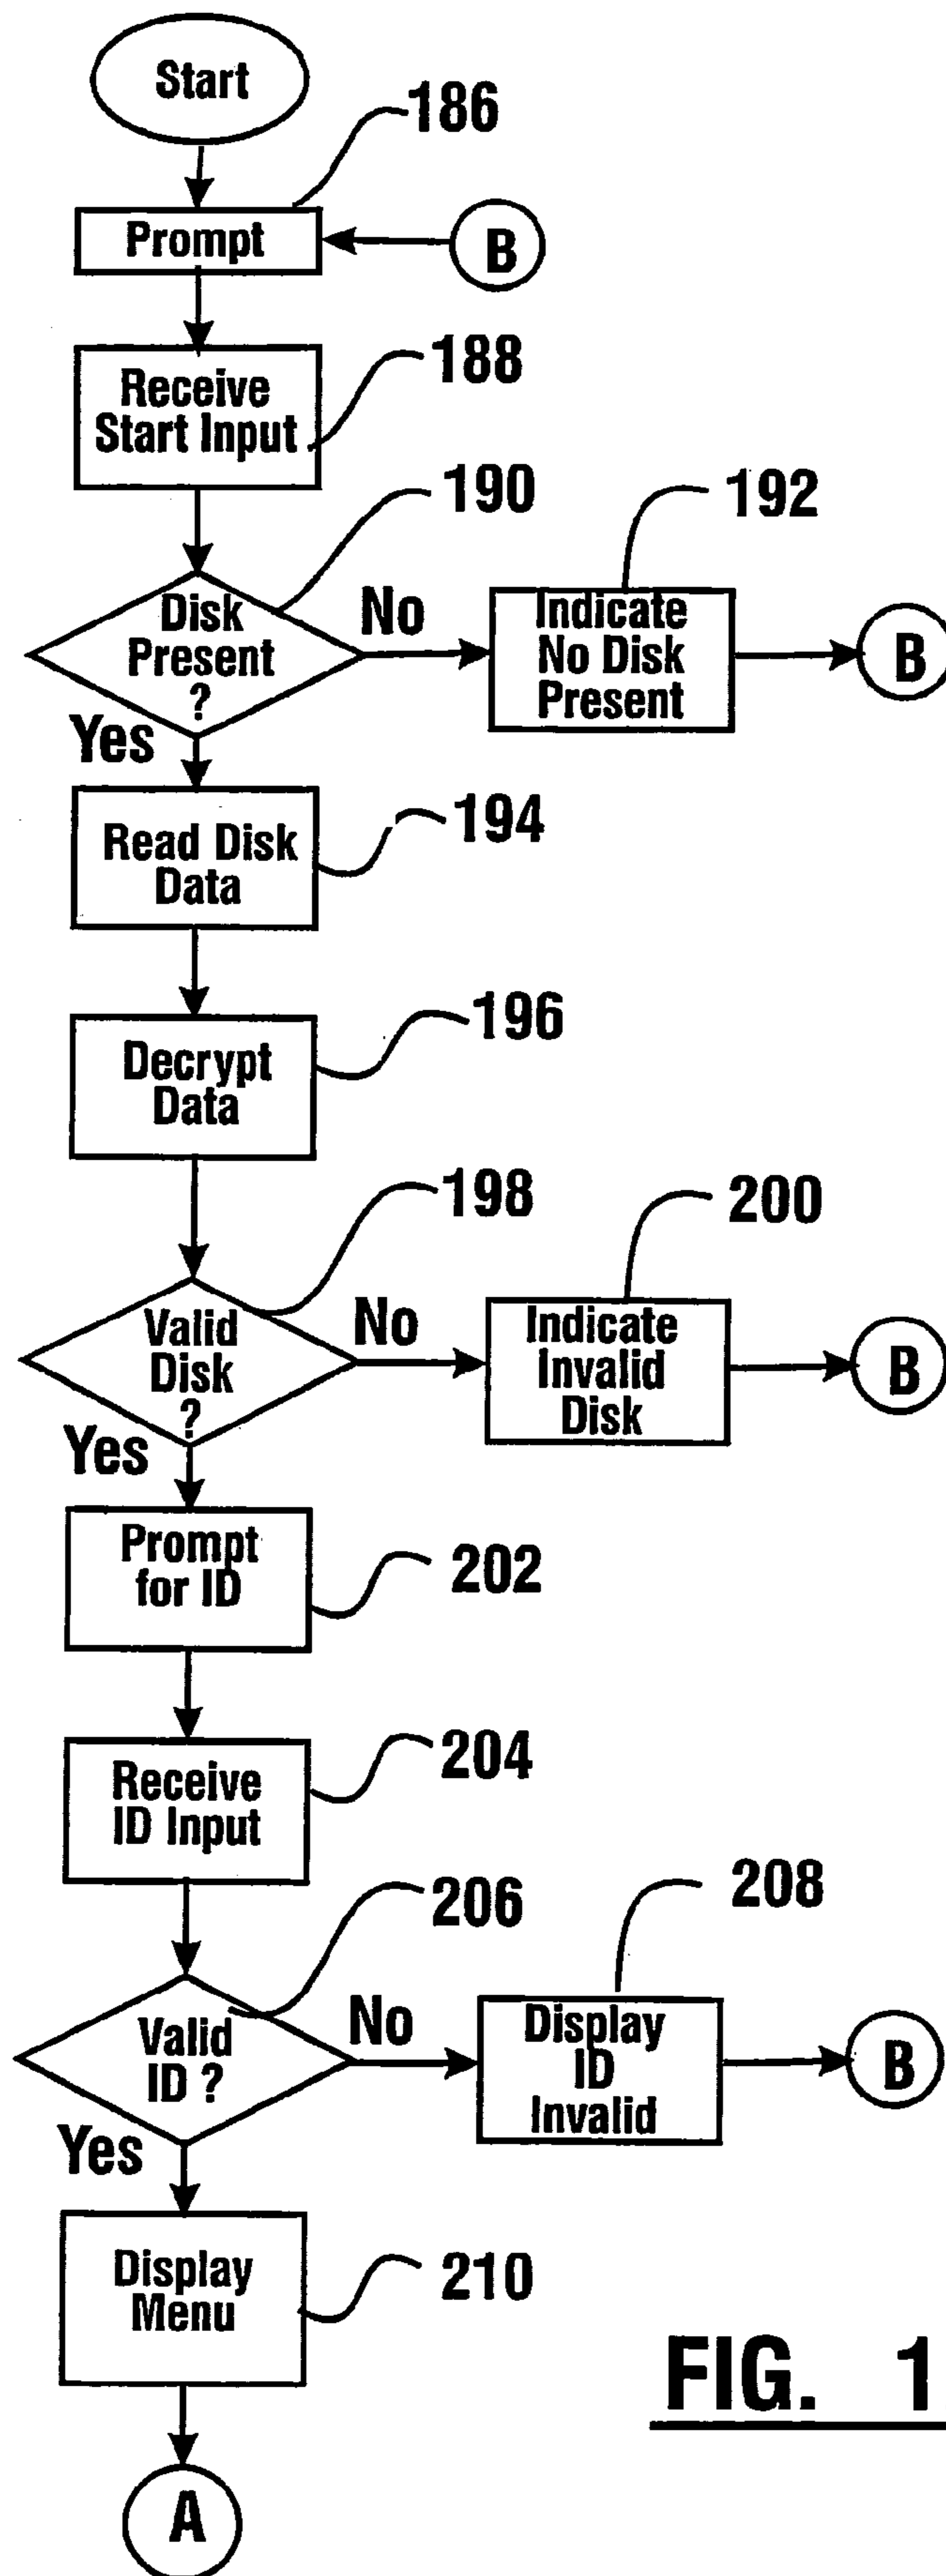 Start
186
Prompt
B
Receive
Start Input
188
190
Disk
Present
?
No
192
Indicate
No Disk
Present
B
Yes
Read Disk
Data
194
Decrypt
Data
196
198
Valid
Disk
?
No
200
Indicate
Invalid
Disk
B
Yes
Prompt
for ID
202
Receive
ID Input
204
206
Valid
ID ?
No
208
Display
ID
Invalid
B
Yes
Display
Menu
210
FIG. 1
A